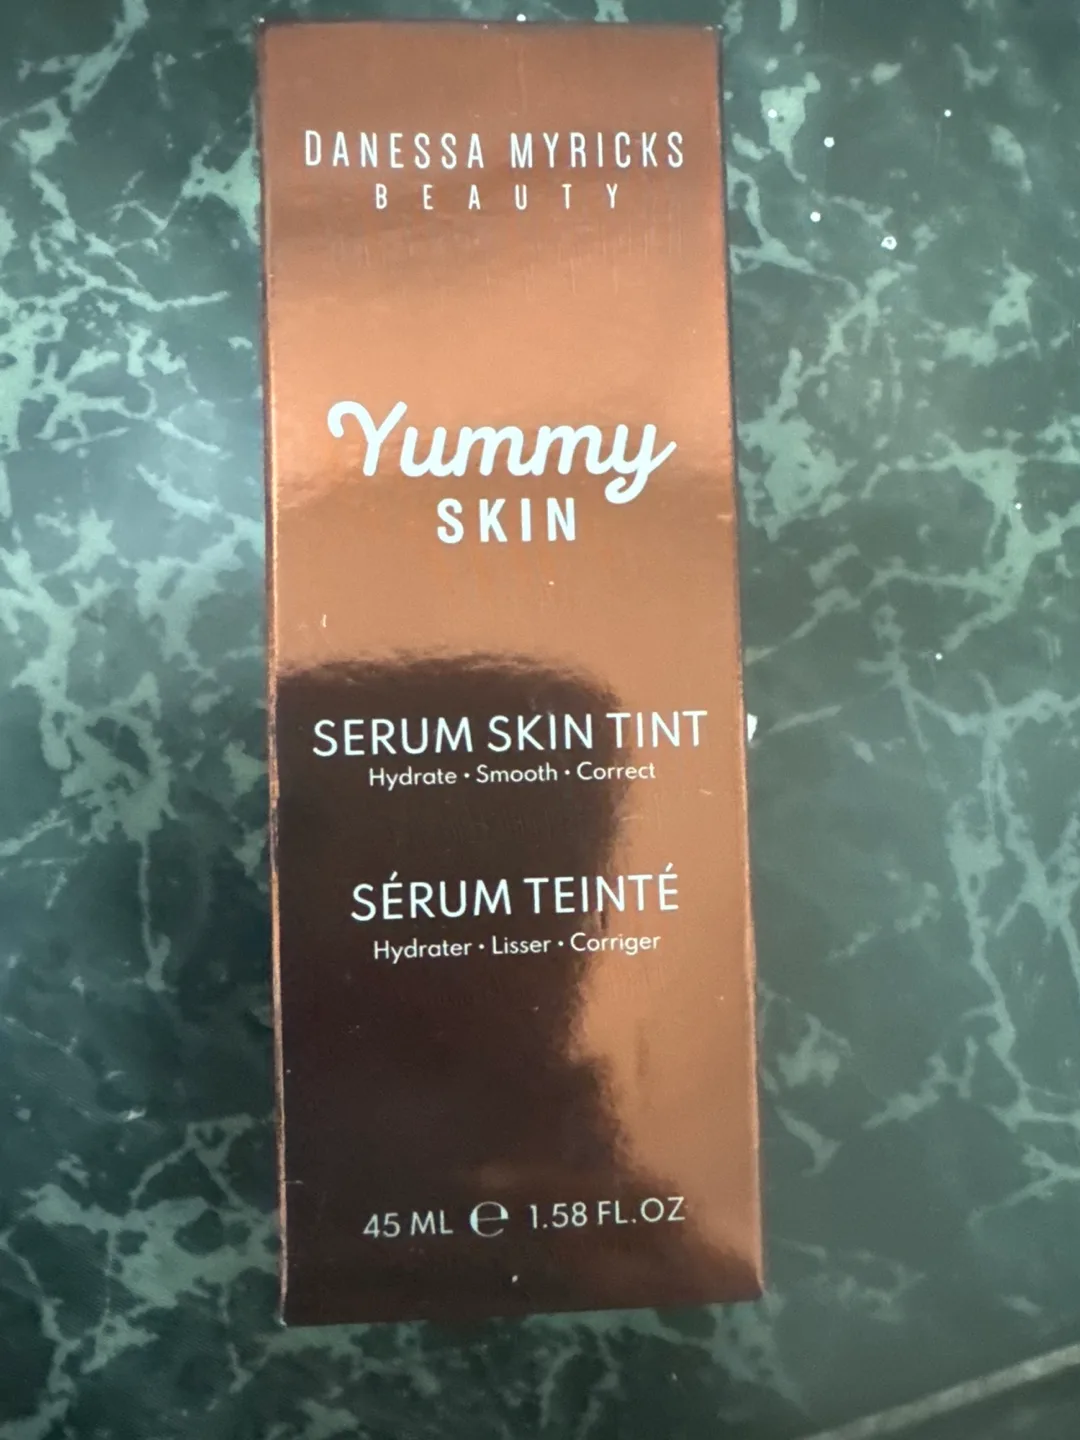 DANESSA MYRICKS
BEAUTY
Yummy
SKIN
SERUM SKIN TINT
Hydrate • Smooth • Correct
SÉRUM TEINTÉ
Hydrater • Lisser • Corriger
45 ML ℮ 1.58 FL.OZ